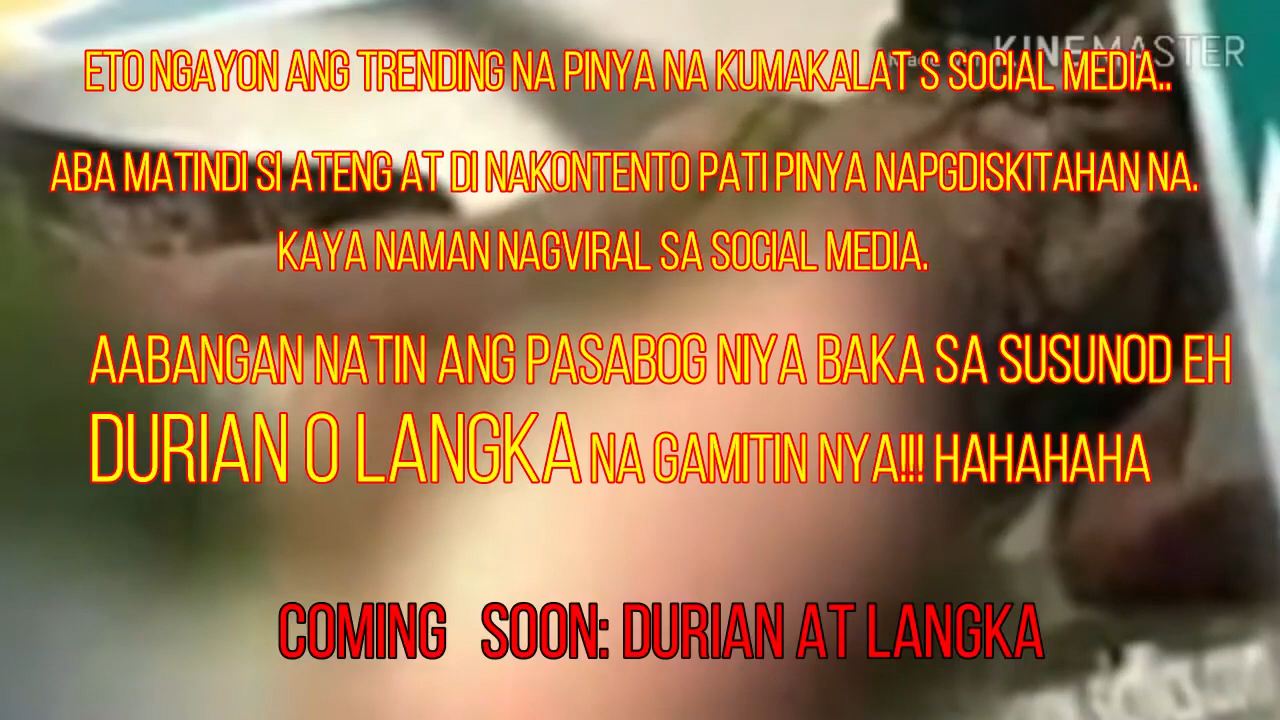 KINEMASTER
ETO NGAYON ANG TRENDING NA PINYA NA KUMAKALAT S SOCIAL MEDIA..
ABA MATINDI SI ATENG AT DI NAKONTENTO PATI PINYA NAPGDISKITAHAN NA.
KAYA NAMAN NAGVIRAL SA SOCIAL MEDIA.
AABANGAN NATIN ANG PASABOG NIYA BAKA SA SUSUNOD EH
DURIAN O LANGKA NA GAMITIN NYA!!! HAHAHAHA
COMING SOON: DURIAN AT LANGKA